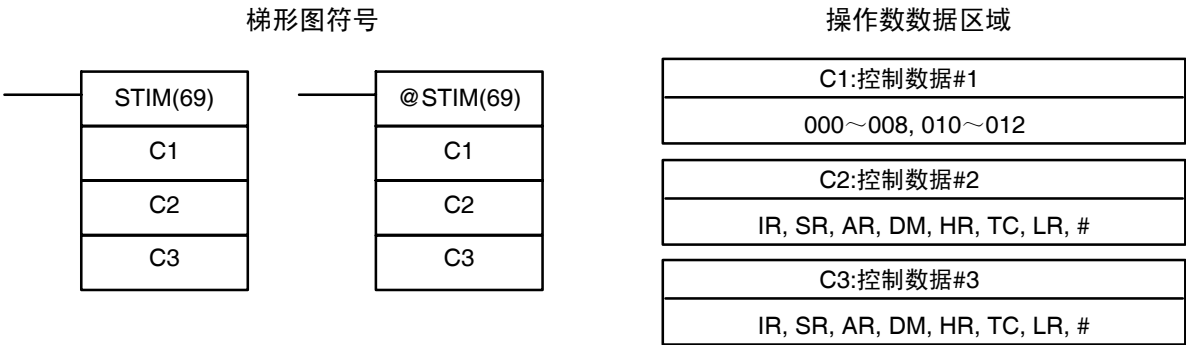 梯形图符号
STIM(69)
C1
C2
C3
@STIM(69)
C1
C2
C3
操作数数据区域
C1:控制数据#1
000～008, 010～012
C2:控制数据#2
IR, SR, AR, DM, HR, TC, LR, #
C3:控制数据#3
IR, SR, AR, DM, HR, TC, LR, #